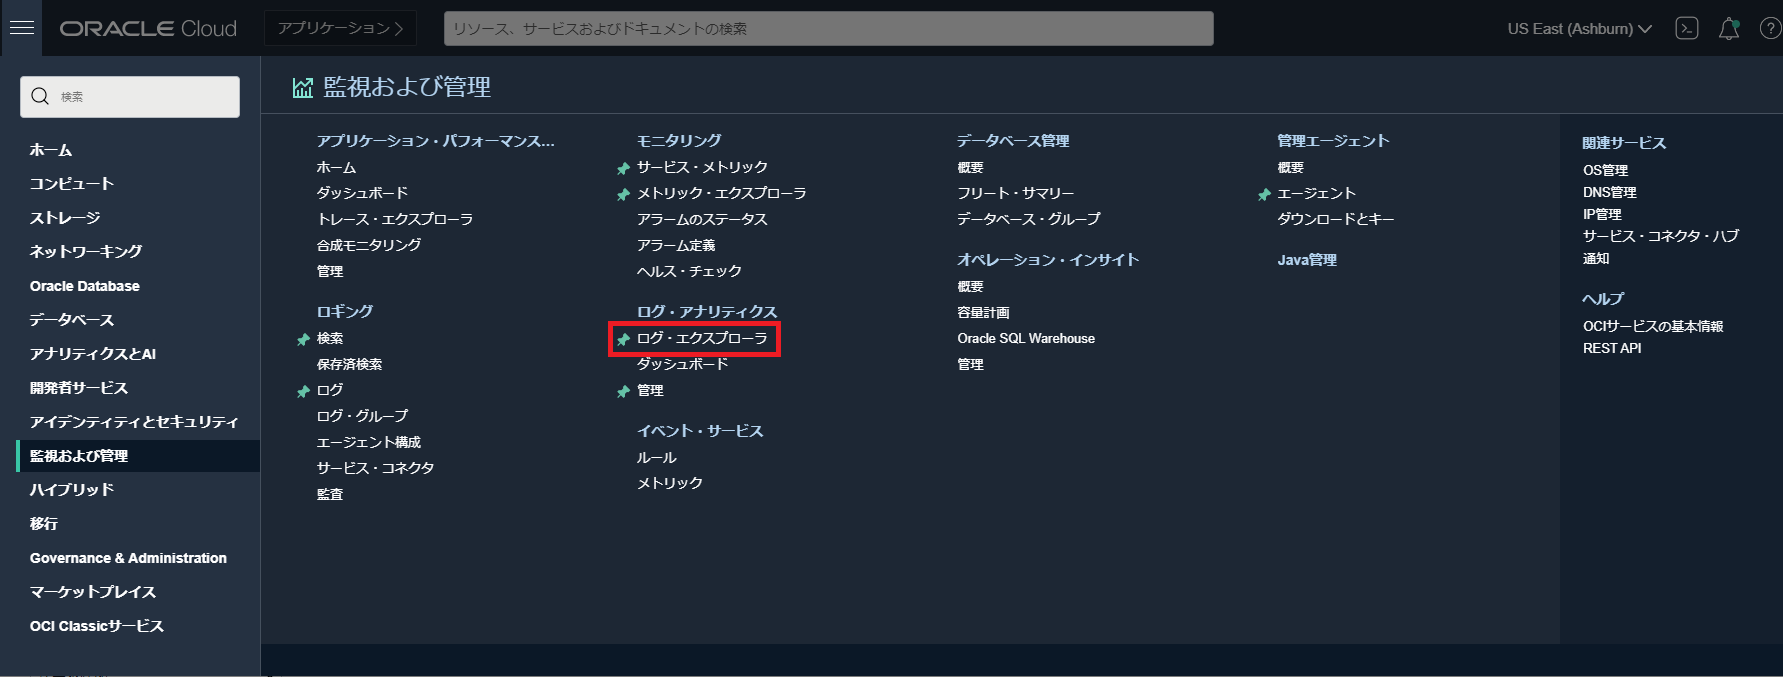 ORACLE Cloud
アプリケーション
リソース、サービスおよびドキュメントの検索
US East (Ashburn)
検索
ホーム
コンピュート
ストレージ
ネットワーキング
Oracle Database
データベース
アナリティクスとAI
開発者サービス
アイデンティティとセキュリティ
監視および管理
ハイブリッド
移行
Governance & Administration
マーケットプレイス
OCI Classicサービス
監視および管理
アプリケーション・パフォーマンス...
ホーム
ダッシュボード
トレース・エクスプローラ
合成モニタリング
管理
ロギング
検索
保存済検索
ログ
ログ・グループ
エージェント構成
サービス・コネクタ
監査
モニタリング
サービス・メトリック
メトリック・エクスプローラ
アラームのステータス
アラーム定義
ヘルス・チェック
ログ・アナリティクス
ログ・エクスプローラ
ダッシュボード
管理
イベント・サービス
ルール
メトリック
データベース管理
概要
フリート・サマリー
データベース・グループ
オペレーション・インサイト
概要
容量計画
Oracle SQL Warehouse
管理
管理エージェント
概要
エージェント
ダウンロードとキー
Java管理
関連サービス
OS管理
DNS管理
IP管理
サービス・コネクタ・ハブ
通知
ヘルプ
OCIサービスの基本情報
REST API